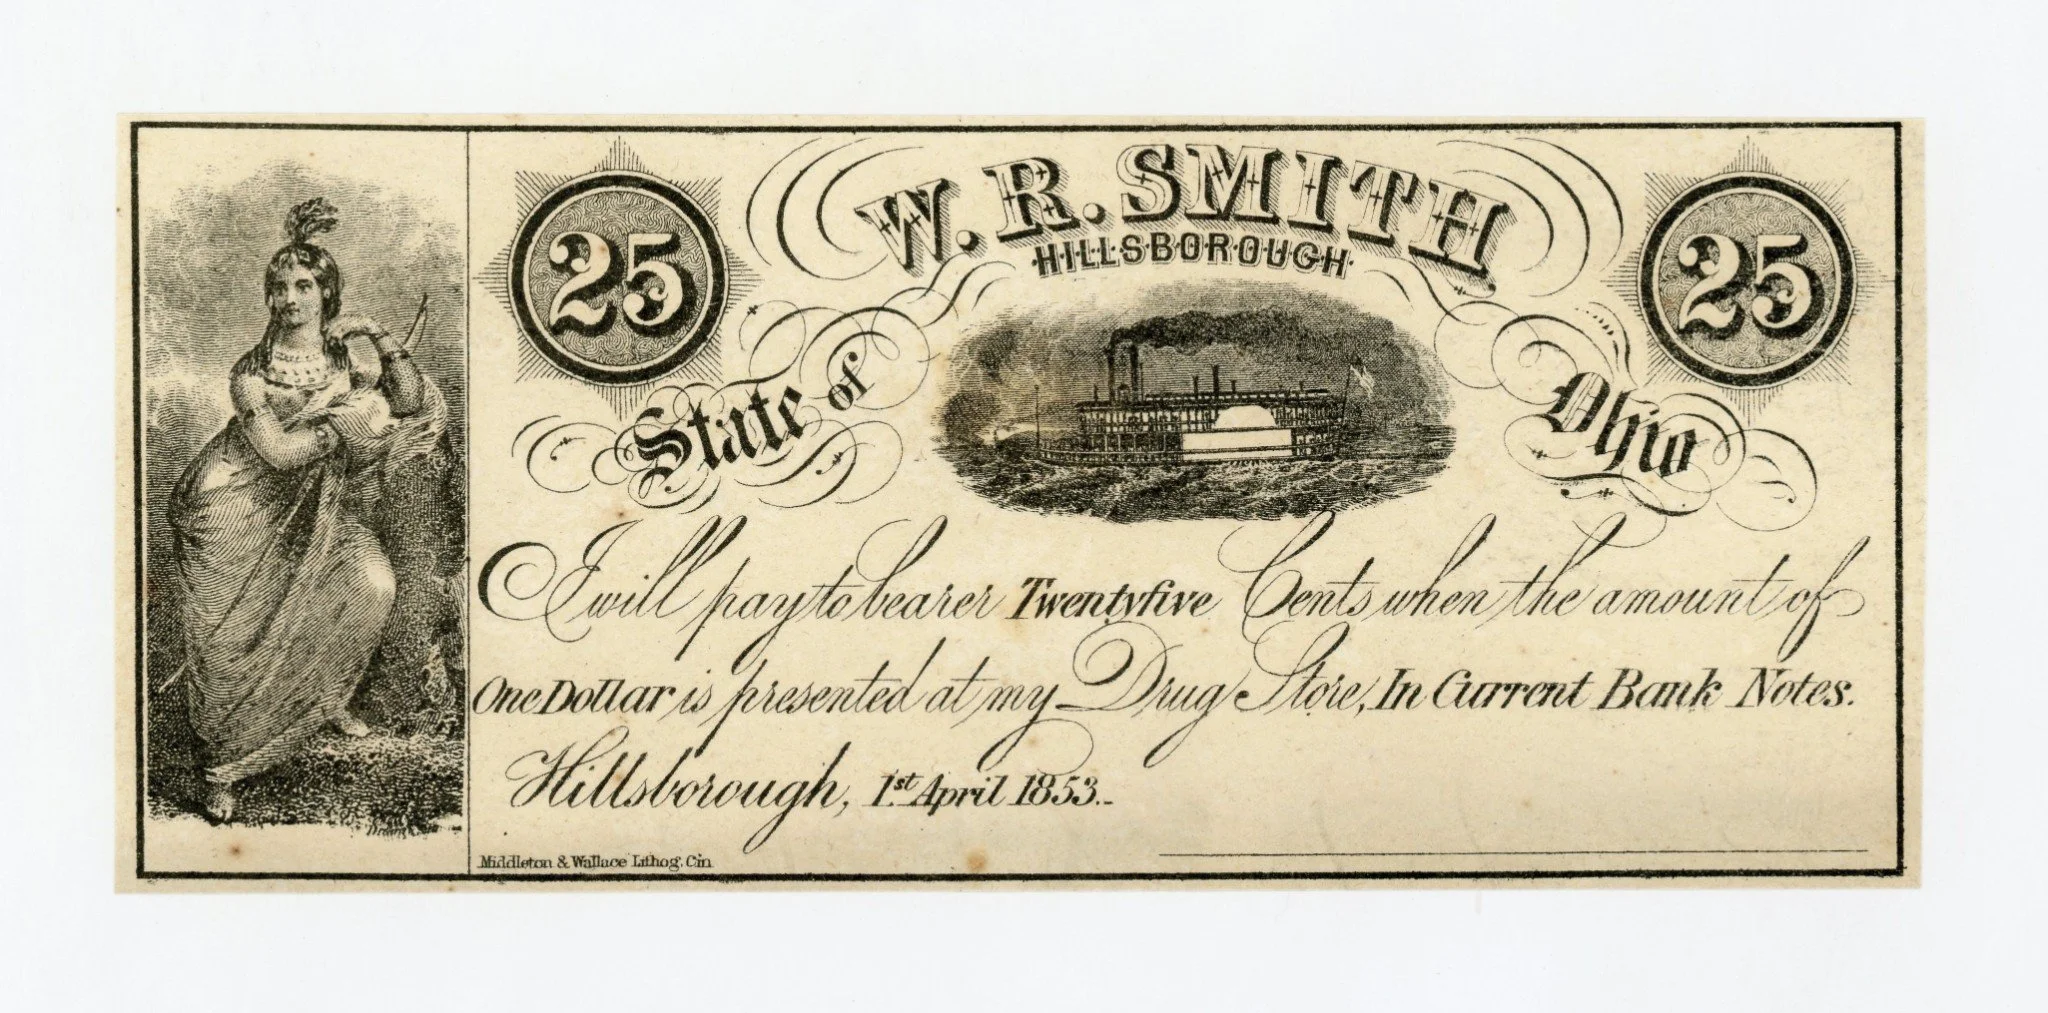 25
W. R. SMITH
25
HILLSBOROUGH
State of Ohio
I will pay to bearer Twentyfive Cents when the amount of
One Dollar is presented at my Drug Store, In Current Bank Notes.
Hillsborough, 1st April 1853.
Middleton & Wallace Lithog. Cin